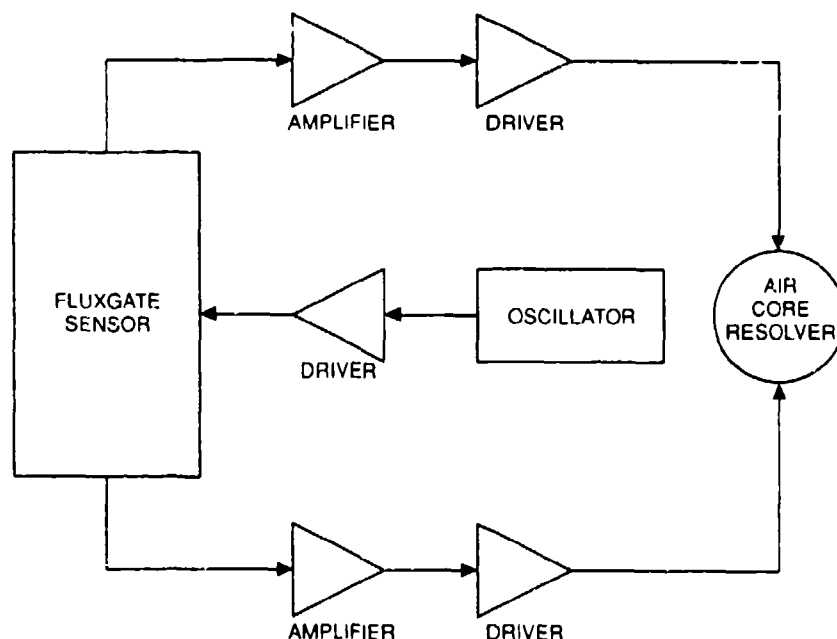 AMPLIFIER
DRIVER
FLUXGATE
SENSOR
DRIVER
OSCILLATOR
AIR
CORE
RESOLVER
AMPLIFIER
DRIVER